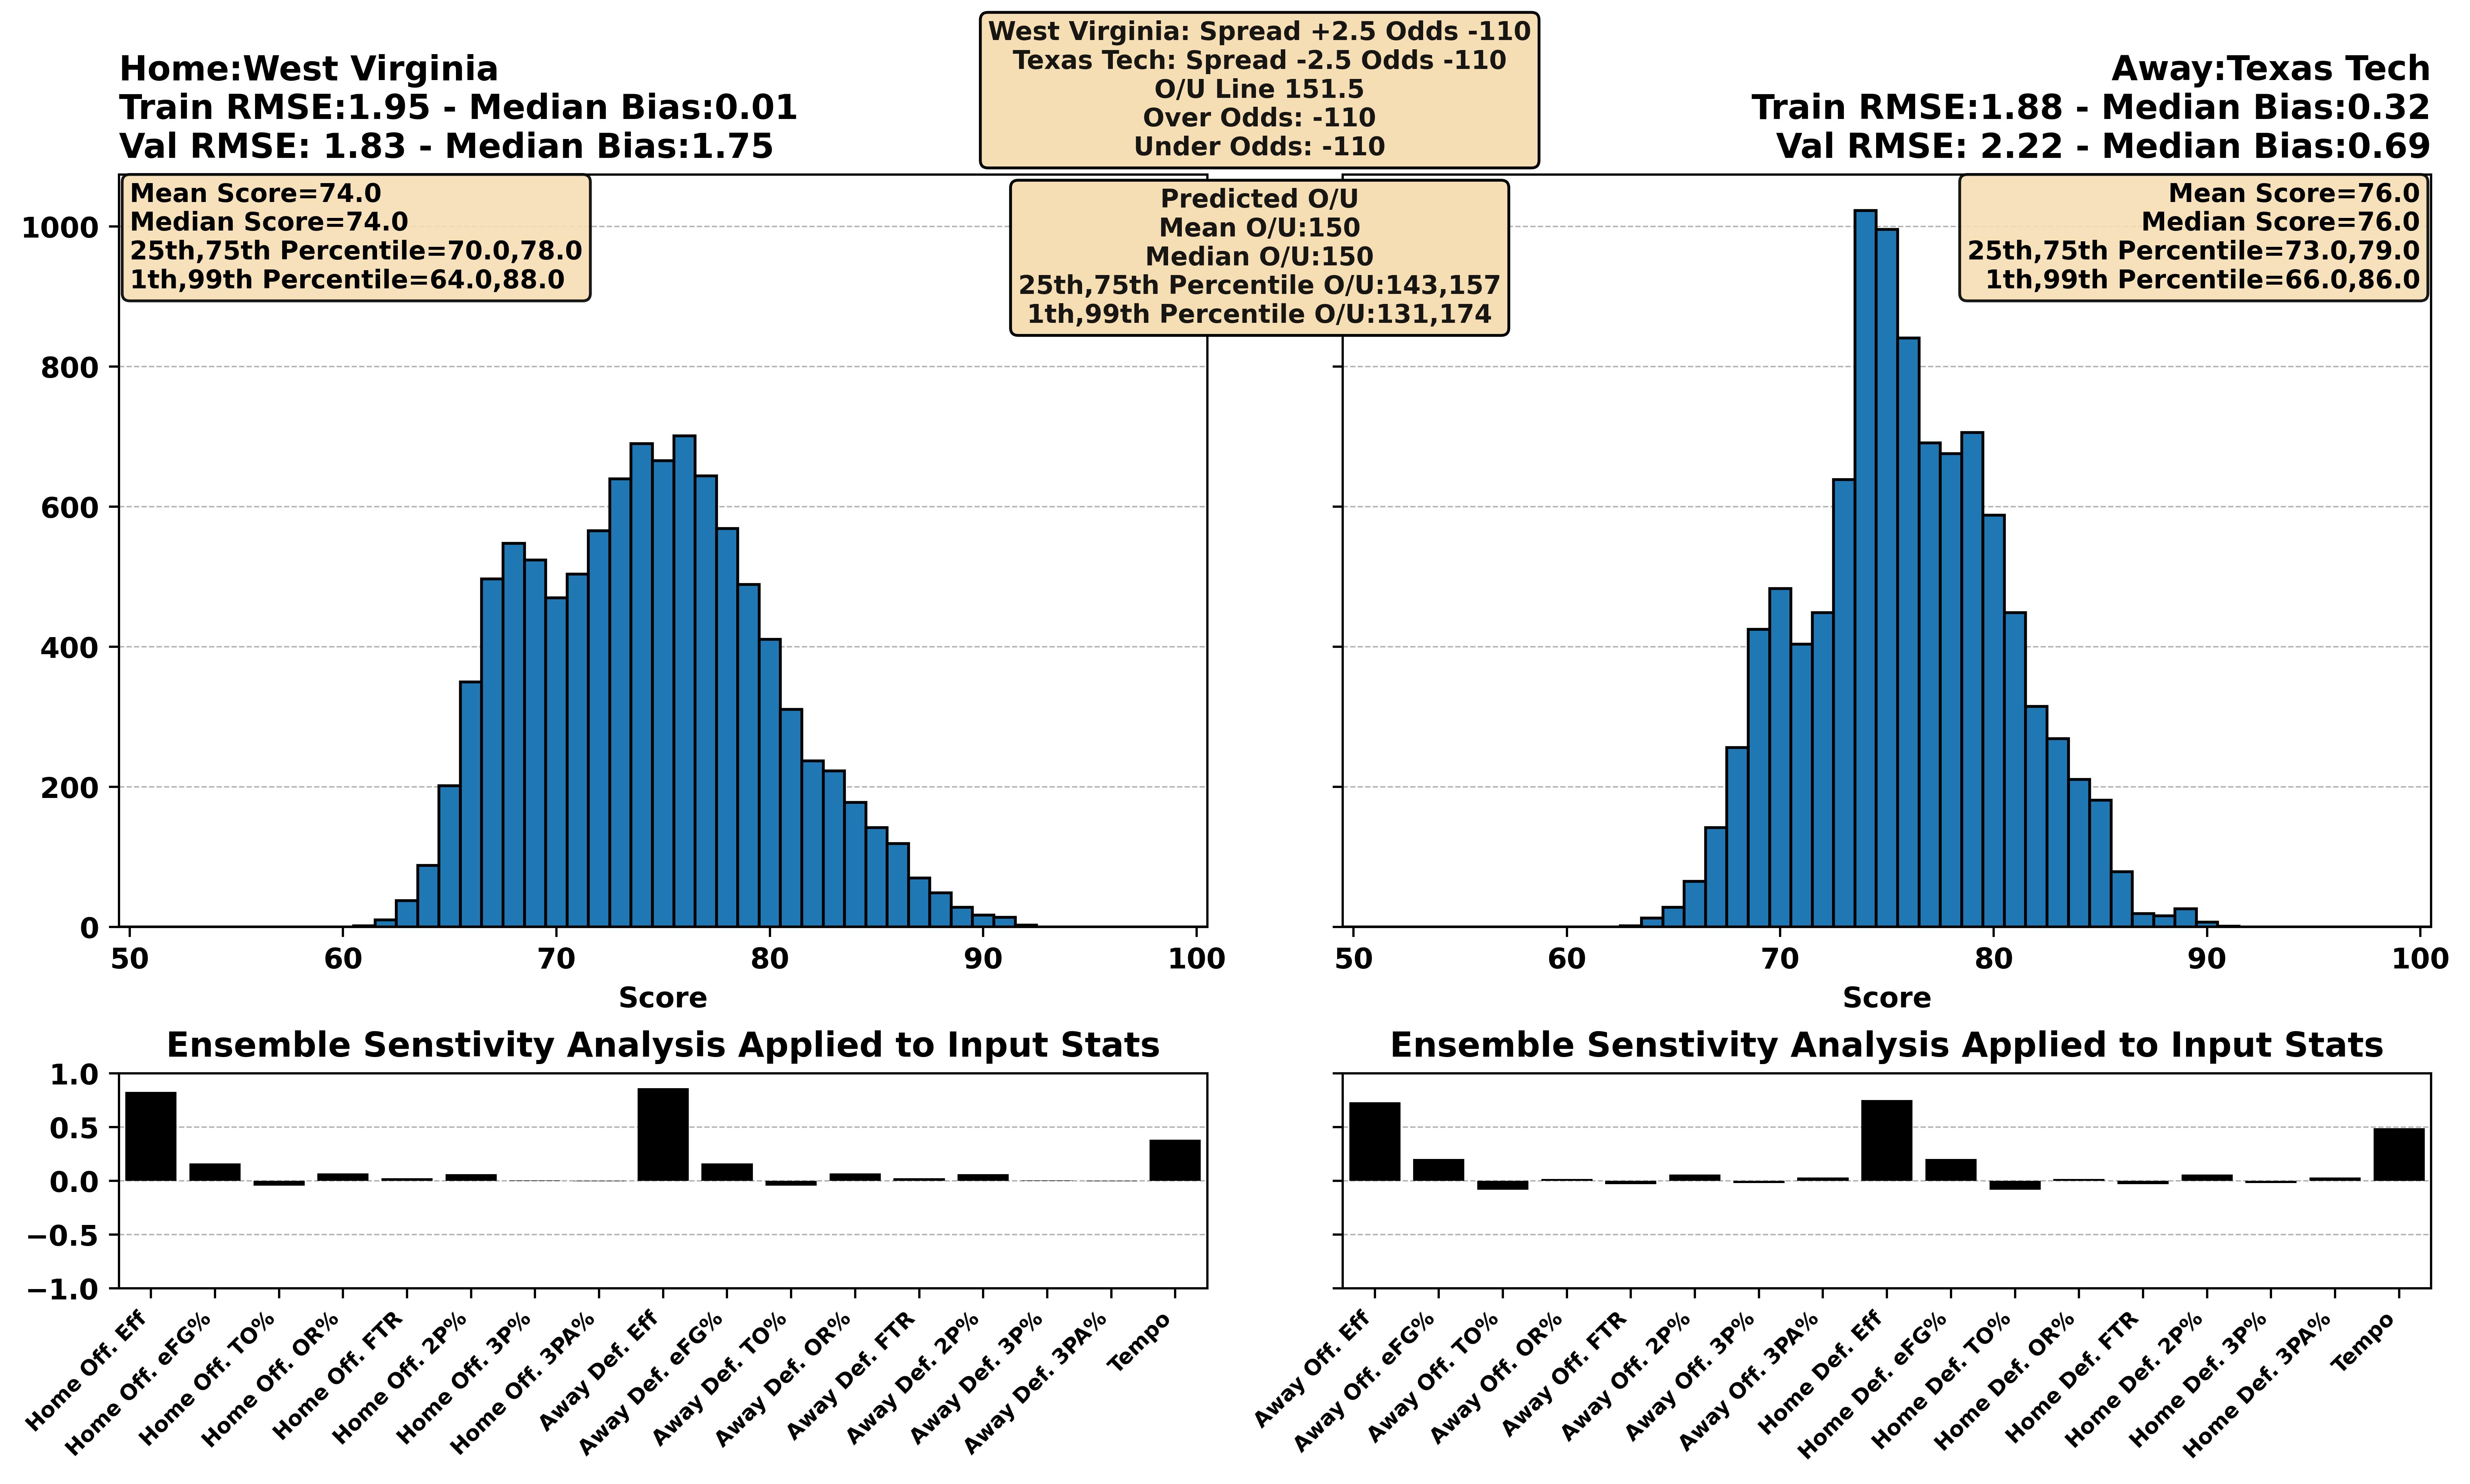 West Virginia: Spread +2.5 Odds -110
Texas Tech: Spread -2.5 Odds -110
O/U Line 151.5
Over Odds: -110
Under Odds: -110
Home:West Virginia
Train RMSE:1.95 - Median Bias:0.01
Val RMSE: 1.83 - Median Bias:1.75
Away:Texas Tech
Train RMSE:1.88 - Median Bias:0.32
Val RMSE: 2.22 - Median Bias:0.69
Mean Score=74.0
Median Score=74.0
25th,75th Percentile=70.0,78.0
1th,99th Percentile=64.0,88.0
Predicted O/U
Mean O/U:150
Median O/U:150
25th,75th Percentile O/U:143,157
1th,99th Percentile O/U:131,174
Mean Score=76.0
Median Score=76.0
25th,75th Percentile=73.0,79.0
1th,99th Percentile=66.0,86.0
1000
800
600
400
200
0
50 60 70 80 90 100
Score
50 60 70 80 90 100
Score
Ensemble Senstivity Analysis Applied to Input Stats
Ensemble Senstivity Analysis Applied to Input Stats
1.0
0.5
0.0
−0.5
−1.0
Home Off. Eff
Home Off. eFG%
Home Off. TO%
Home Off. OR%
Home Off. FTR
Home Off. 2P%
Home Off. 3P%
Home Off. 3PA%
Away Def. Eff
Away Def. eFG%
Away Def. TO%
Away Def. OR%
Away Def. FTR
Away Def. 2P%
Away Def. 3P%
Away Def. 3PA%
Tempo
Away Off. Eff
Away Off. eFG%
Away Off. TO%
Away Off. OR%
Away Off. FTR
Away Off. 2P%
Away Off. 3P%
Away Off. 3PA%
Home Def. Eff
Home Def. eFG%
Home Def. TO%
Home Def. OR%
Home Def. FTR
Home Def. 2P%
Home Def. 3P%
Home Def. 3PA%
Tempo